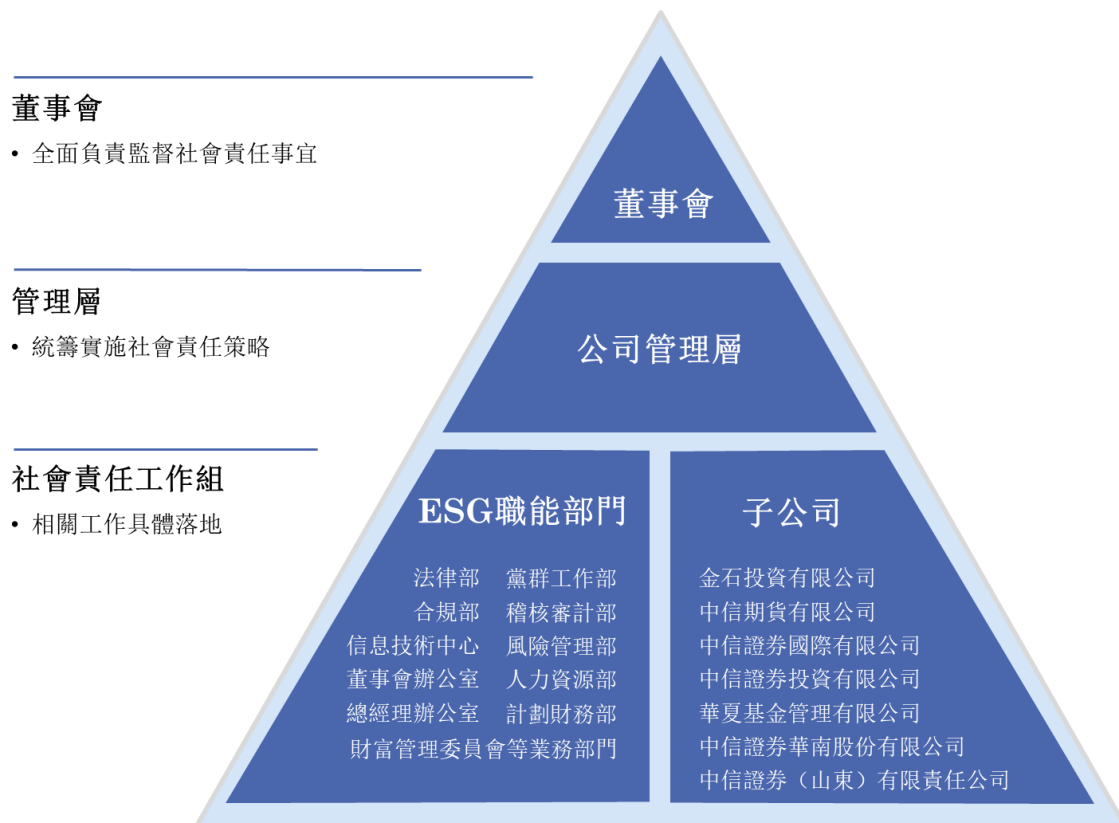 董事會
• 全面負責監督社會責任事宜
管理層
• 統籌實施社會責任策略
社會責任工作組
• 相關工作具體落地
董事會
公司管理層
ESG職能部門
法律部 黨群工作部
合規部 稽核審計部
信息技術中心 風險管理部
董事會辦公室 人力資源部
總經理辦公室 計劃財務部
財富管理委員會等業務部門
子公司
金石投資有限公司
中信期貨有限公司
中信證券國際有限公司
中信證券投資有限公司
華夏基金管理有限公司
中信證券華南股份有限公司
中信證券（山東）有限責任公司